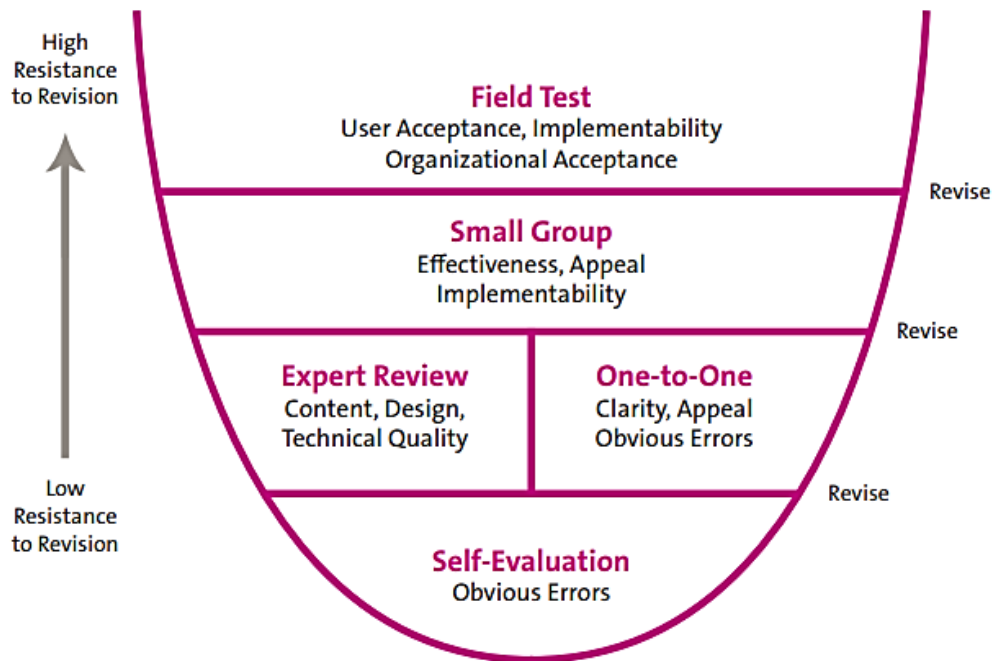 High
Resistance
to Revision
Field Test
User Acceptance, Implementability
Organizational Acceptance
Revise
Small Group
Effectiveness, Appeal
Implementability
Revise
Expert Review
Content, Design,
Technical Quality
One-to-One
Clarity, Appeal
Obvious Errors
Low
Resistance
to Revision
Revise
Self-Evaluation
Obvious Errors